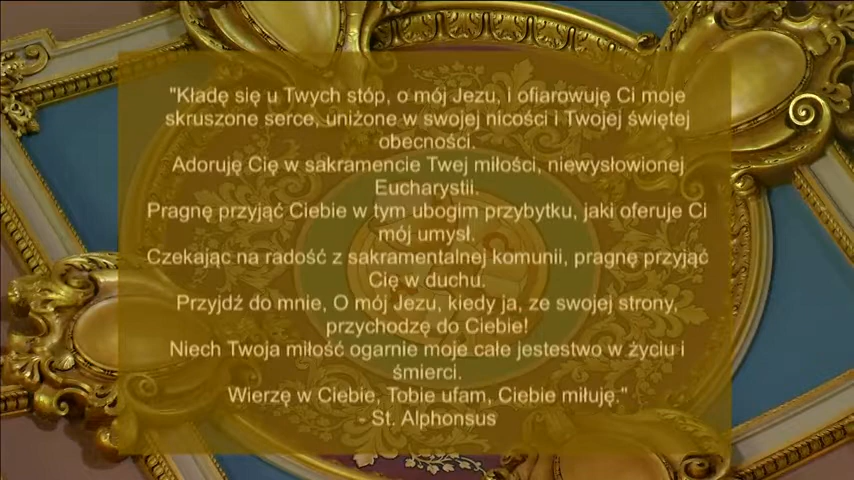 "Kładę się u Twych stóp, o mój Jezu, i ofiarowuję Ci moje
skruszone serce, uniżone w swojej nicości i Twojej świętej
obecności.
Adoruję Cię w sakramencie Twej miłości, niewysłowionej
Eucharystii.
Pragnę przyjąć Ciebie w tym ubogim przybytku, jaki oferuje Ci
mój umysł.
Czekając na radość z sakramentalnej komunii, pragnę przyjąć
Cię w duchu.
Przyjdź do mnie, O mój Jezu, kiedy ja, ze swojej strony,
przychodzę do Ciebie!
Niech Twoja miłość ogarnie moje całe jestestwo w życiu i
śmierci.
Wierzę w Ciebie, Tobie ufam, Ciebie miłuję."
- St. Alphonsus